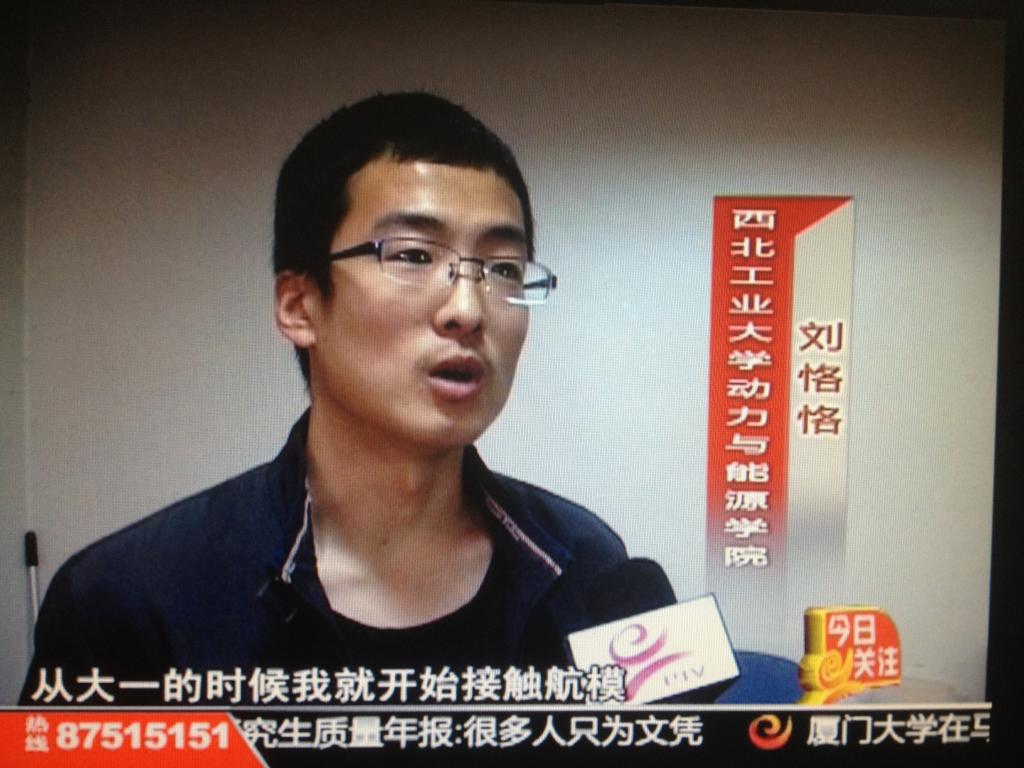 西北工业大学动力与能源学院
刘恪恪
今日
关注
从大一的时候我就开始接触航模
热线
87515151
究生质量年报:很多人只为文凭
厦门大学在